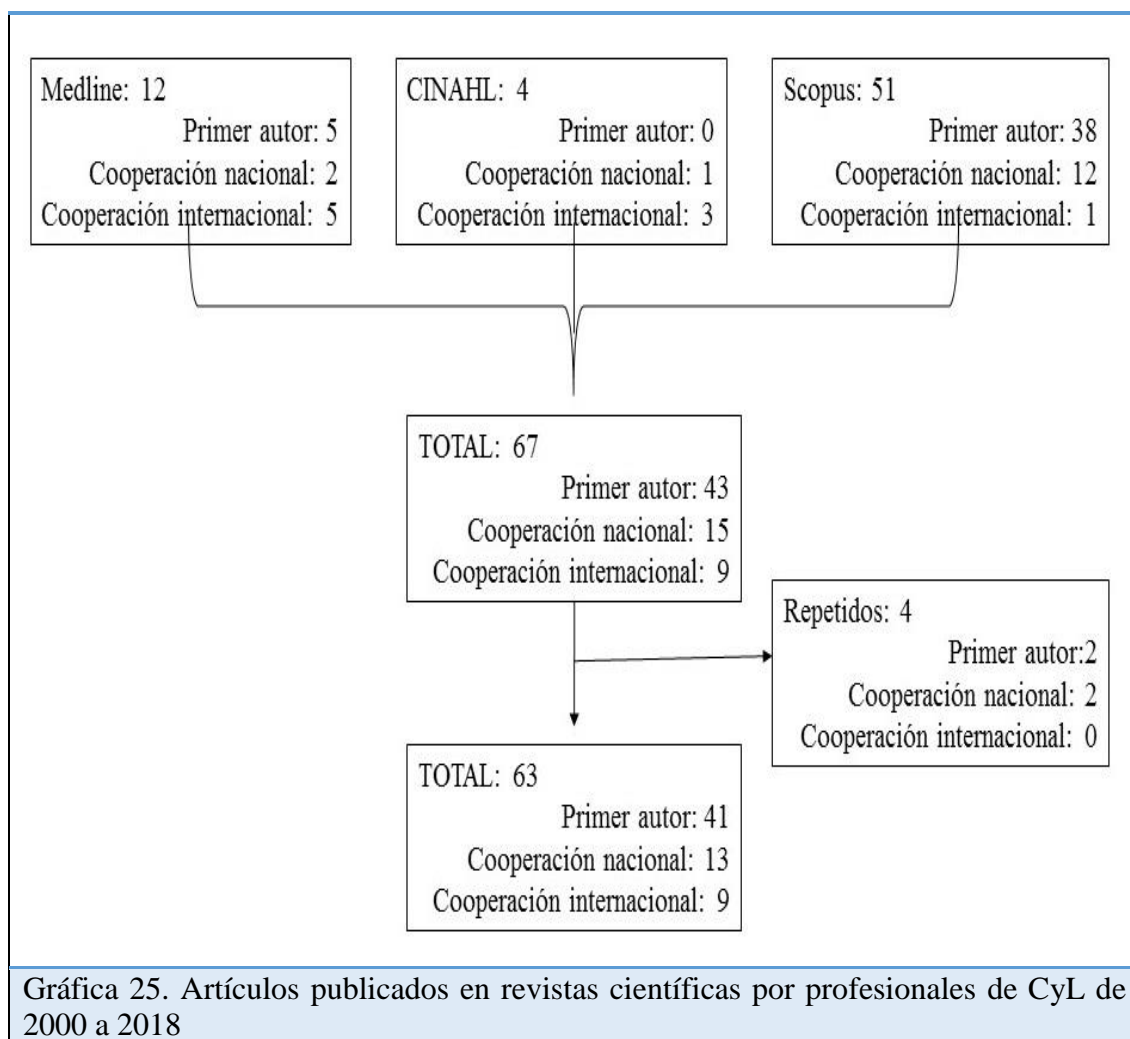 Medline: 12
Primer autor: 5
Cooperación nacional: 2
Cooperación internacional: 5
CINAHL: 4
Primer autor: 0
Cooperación nacional: 1
Cooperación internacional: 3
Scopus: 51
Primer autor: 38
Cooperación nacional: 12
Cooperación internacional: 1
TOTAL: 67
Primer autor: 43
Cooperación nacional: 15
Cooperación internacional: 9
Repetidos: 4
Primer autor:2
Cooperación nacional: 2
Cooperación internacional: 0
TOTAL: 63
Primer autor: 41
Cooperación nacional: 13
Cooperación internacional: 9
Gráfica 25. Artículos publicados en revistas científicas por profesionales de CyL de
2000 a 2018